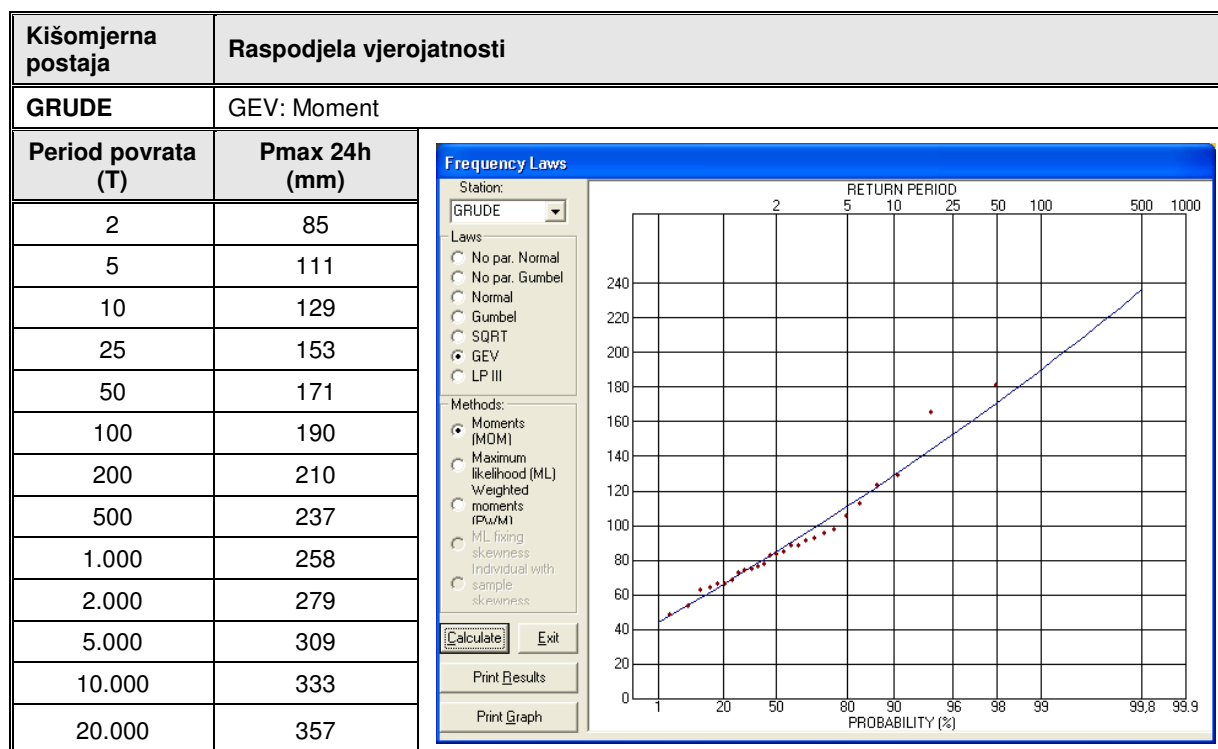 Kišomjerna
postaja
Raspodjela vjerojatnosti
GRUDE
GEV: Moment
Period povrata
(T)
Pmax 24h
(mm)
2 85
5 111
10 129
25 153
50 171
100 190
200 210
500 237
1.000 258
2.000 279
5.000 309
10.000 333
20.000 357
Frequency Laws
Station:
GRUDE
Laws
No par. Normal
No par. Gumbel
Normal
Gumbel
SQRT
GEV
LP III
Methods:
Moments
(MOM)
Maximum
likelihood (ML)
Weighted
moments
(PWM)
ML fixing
skewness
Individual with
sample
skewness
Calculate
Exit
Print Results
Print Graph
RETURN PERIOD
2 5 10 25 50 100 500 1000
240
220
200
180
160
140
120
100
80
60
40
20
0
1 20 50 80 90 96 98 99 99,8 99.9
PROBABILITY (%)